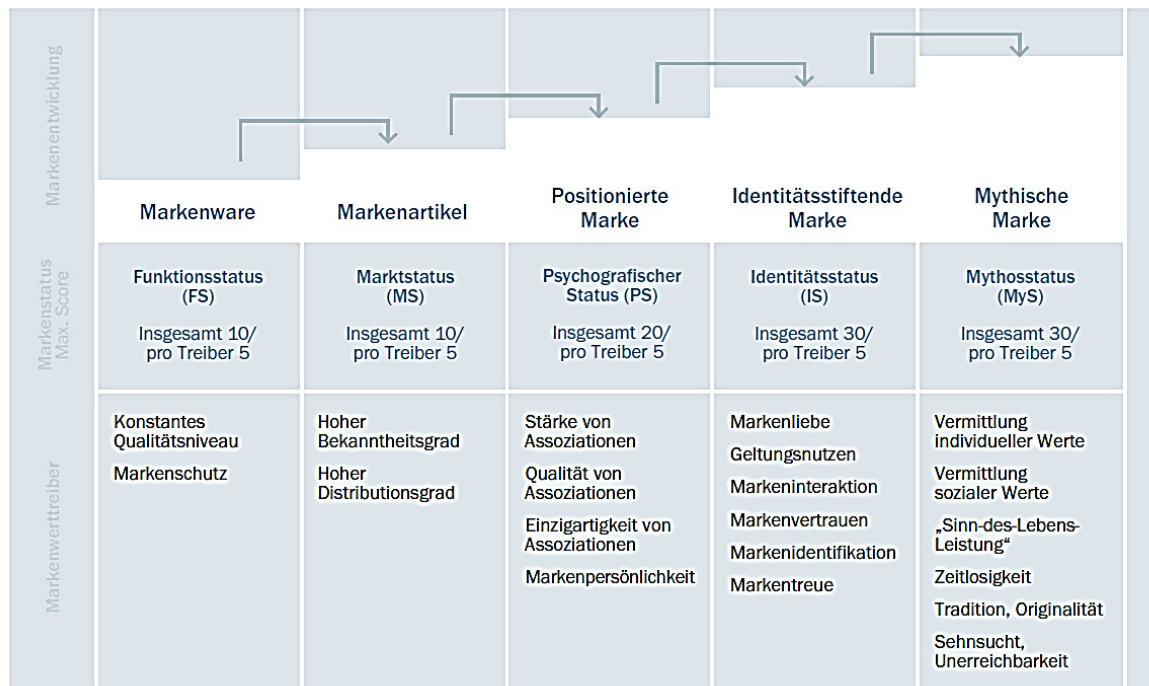 Markenentwicklung
Markenware
Markenartikel
Positionierte
Marke
Identitätsstiftende
Marke
Mythische
Marke
Markenstatus
Max. Score
Funktionsstatus
(FS)
Insgesamt 10/
pro Treiber 5
Marktstatus
(MS)
Insgesamt 10/
pro Treiber 5
Psychografischer
Status (PS)
Insgesamt 20/
pro Treiber 5
Identitätsstatus
(IS)
Insgesamt 30/
pro Treiber 5
Mythosstatus
(MyS)
Insgesamt 30/
pro Treiber 5
Markenwerttreiber
Konstantes
Qualitätsniveau
Markenschutz
Hoher
Bekanntheitsgrad
Hoher
Distributionsgrad
Stärke von
Assoziationen
Qualität von
Assoziationen
Einzigartigkeit von
Assoziationen
Markenpersönlichkeit
Markenliebe
Geltungsnutzen
Markeninteraktion
Markenvertrauen
Markenidentifikation
Markentreue
Vermittlung
individueller Werte
Vermittlung
sozialer Werte
„Sinn-des-Lebens-
Leistung“
Zeitlosigkeit
Tradition, Originalität
Sehnsucht,
Unerreichbarkeit